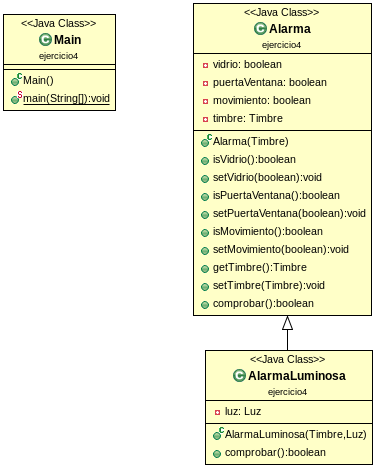 <<Java Class>>
Main
ejercicio4
Main()
main(String[]):void
<<Java Class>>
Alarma
ejercicio4
vidrio: boolean
puertaVentana: boolean
movimiento: boolean
timbre: Timbre
Alarma(Timbre)
isVidrio():boolean
setVidrio(boolean):void
isPuertaVentana():boolean
setPuertaVentana(boolean):void
isMovimiento():boolean
setMovimiento(boolean):void
getTimbre():Timbre
setTimbre(Timbre):void
comprobar():boolean
<<Java Class>>
AlarmaLuminosa
ejercicio4
luz: Luz
AlarmaLuminosa(Timbre,Luz)
comprobar():boolean